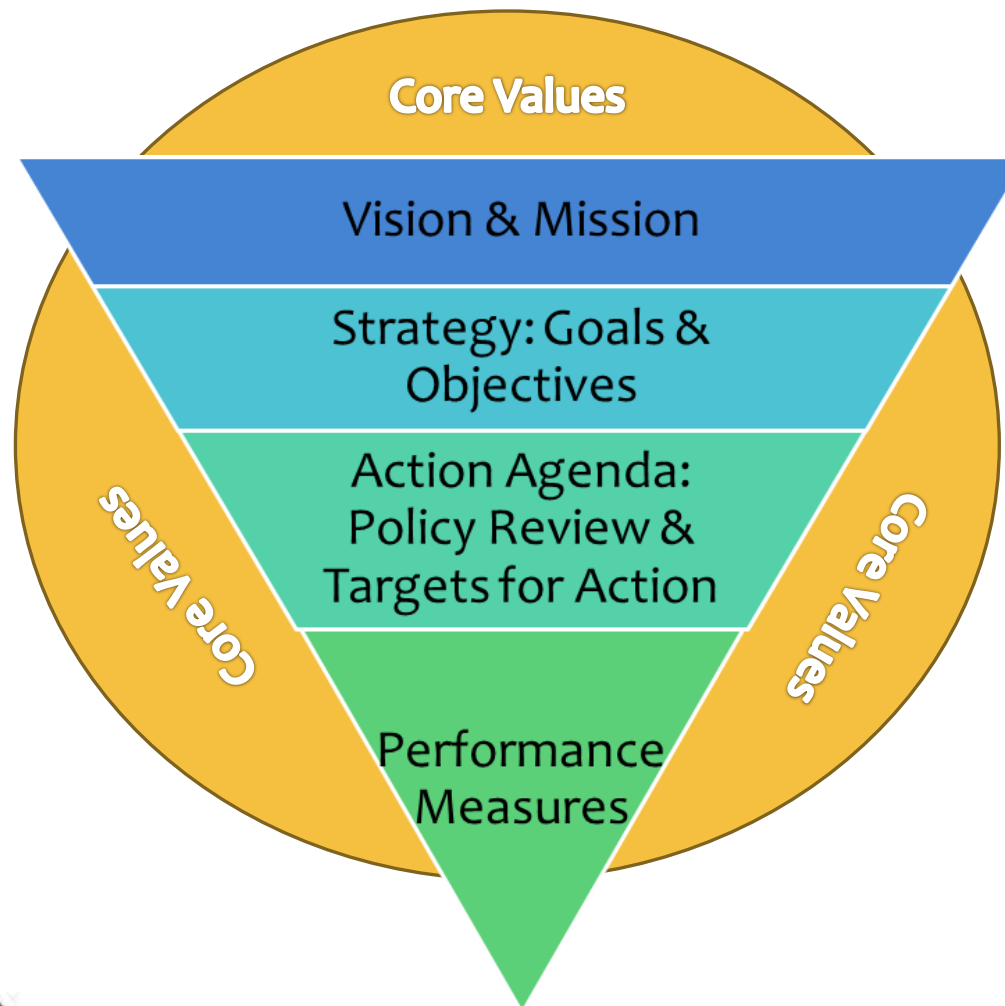 Core Values
Vision & Mission
Strategy: Goals &
Objectives
Action Agenda:
Policy Review &
Targets for Action
Core Values
Core Values
Performance
Measures